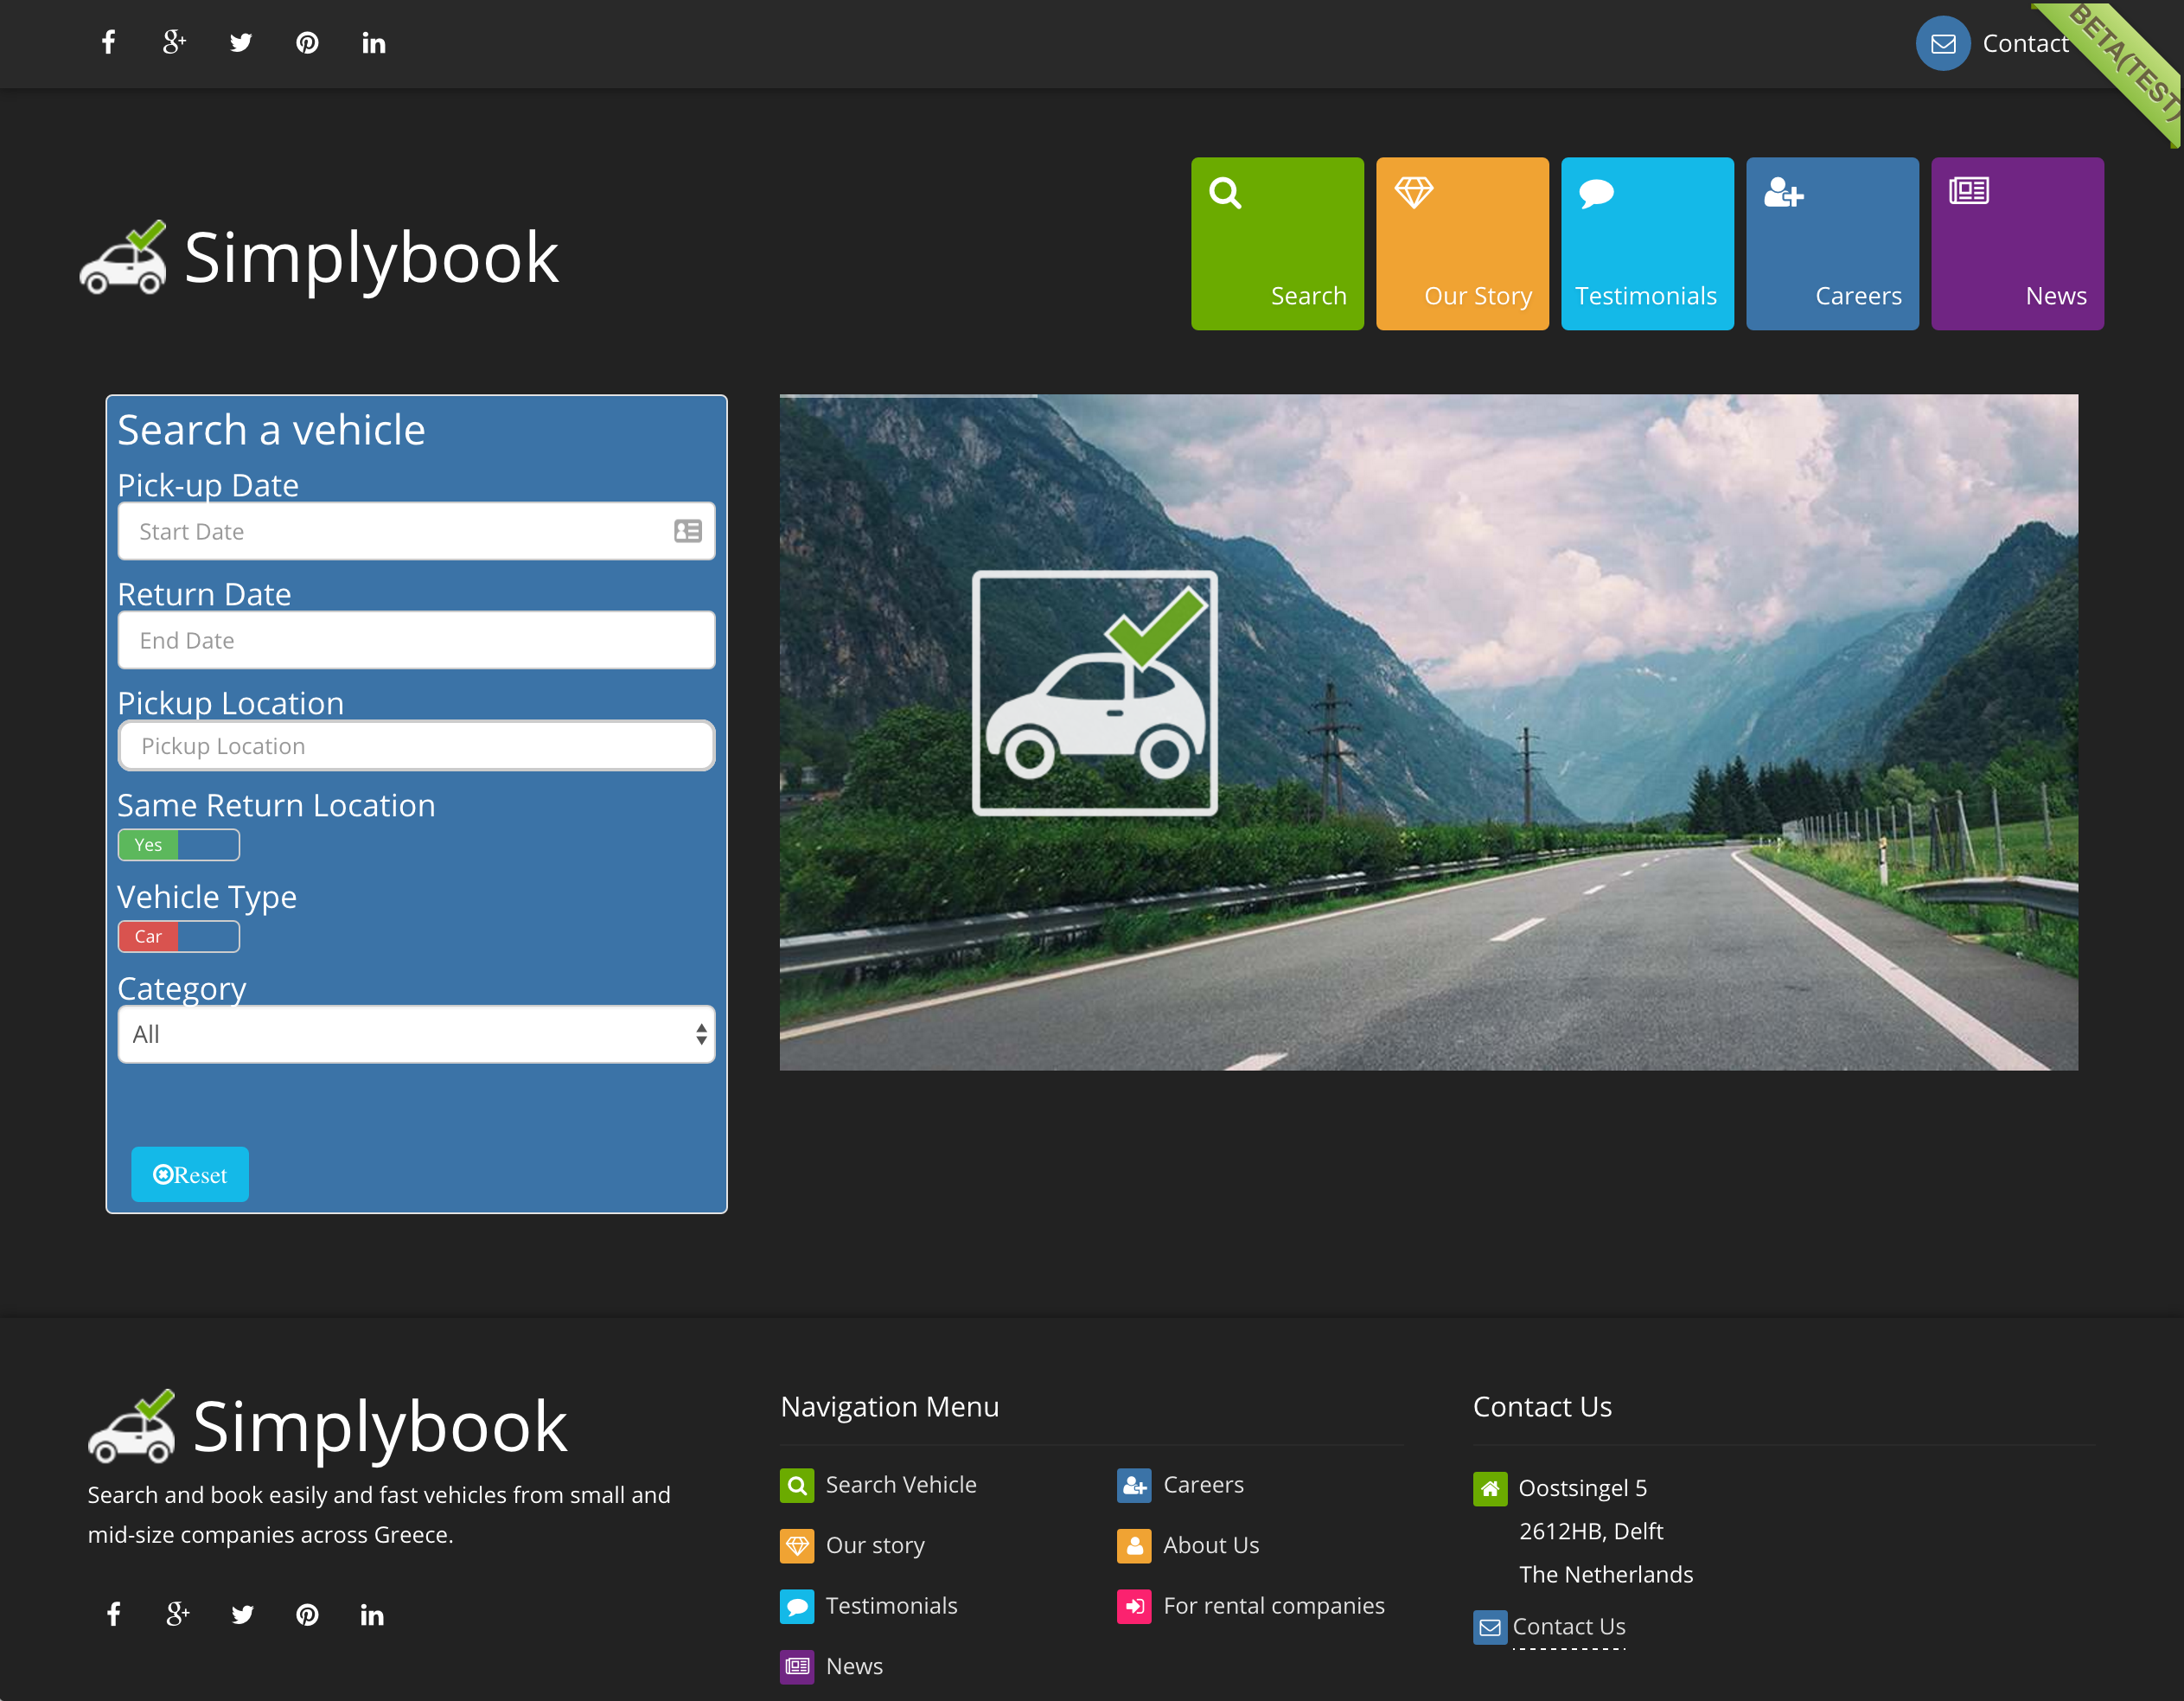 Contact
BETA(TEST)
Simplybook
Search
Our Story
Testimonials
Careers
News
Search a vehicle
Pick-up Date
Start Date
Return Date
End Date
Pickup Location
Pickup Location
Same Return Location
Yes
Vehicle Type
Car
Category
All
Reset
Simplybook
Search and book easily and fast vehicles from small and
mid-size companies across Greece.
Navigation Menu
Search Vehicle
Careers
Our story
About Us
Testimonials
For rental companies
News
Contact Us
Oostsingel 5
2612HB, Delft
The Netherlands
Contact Us